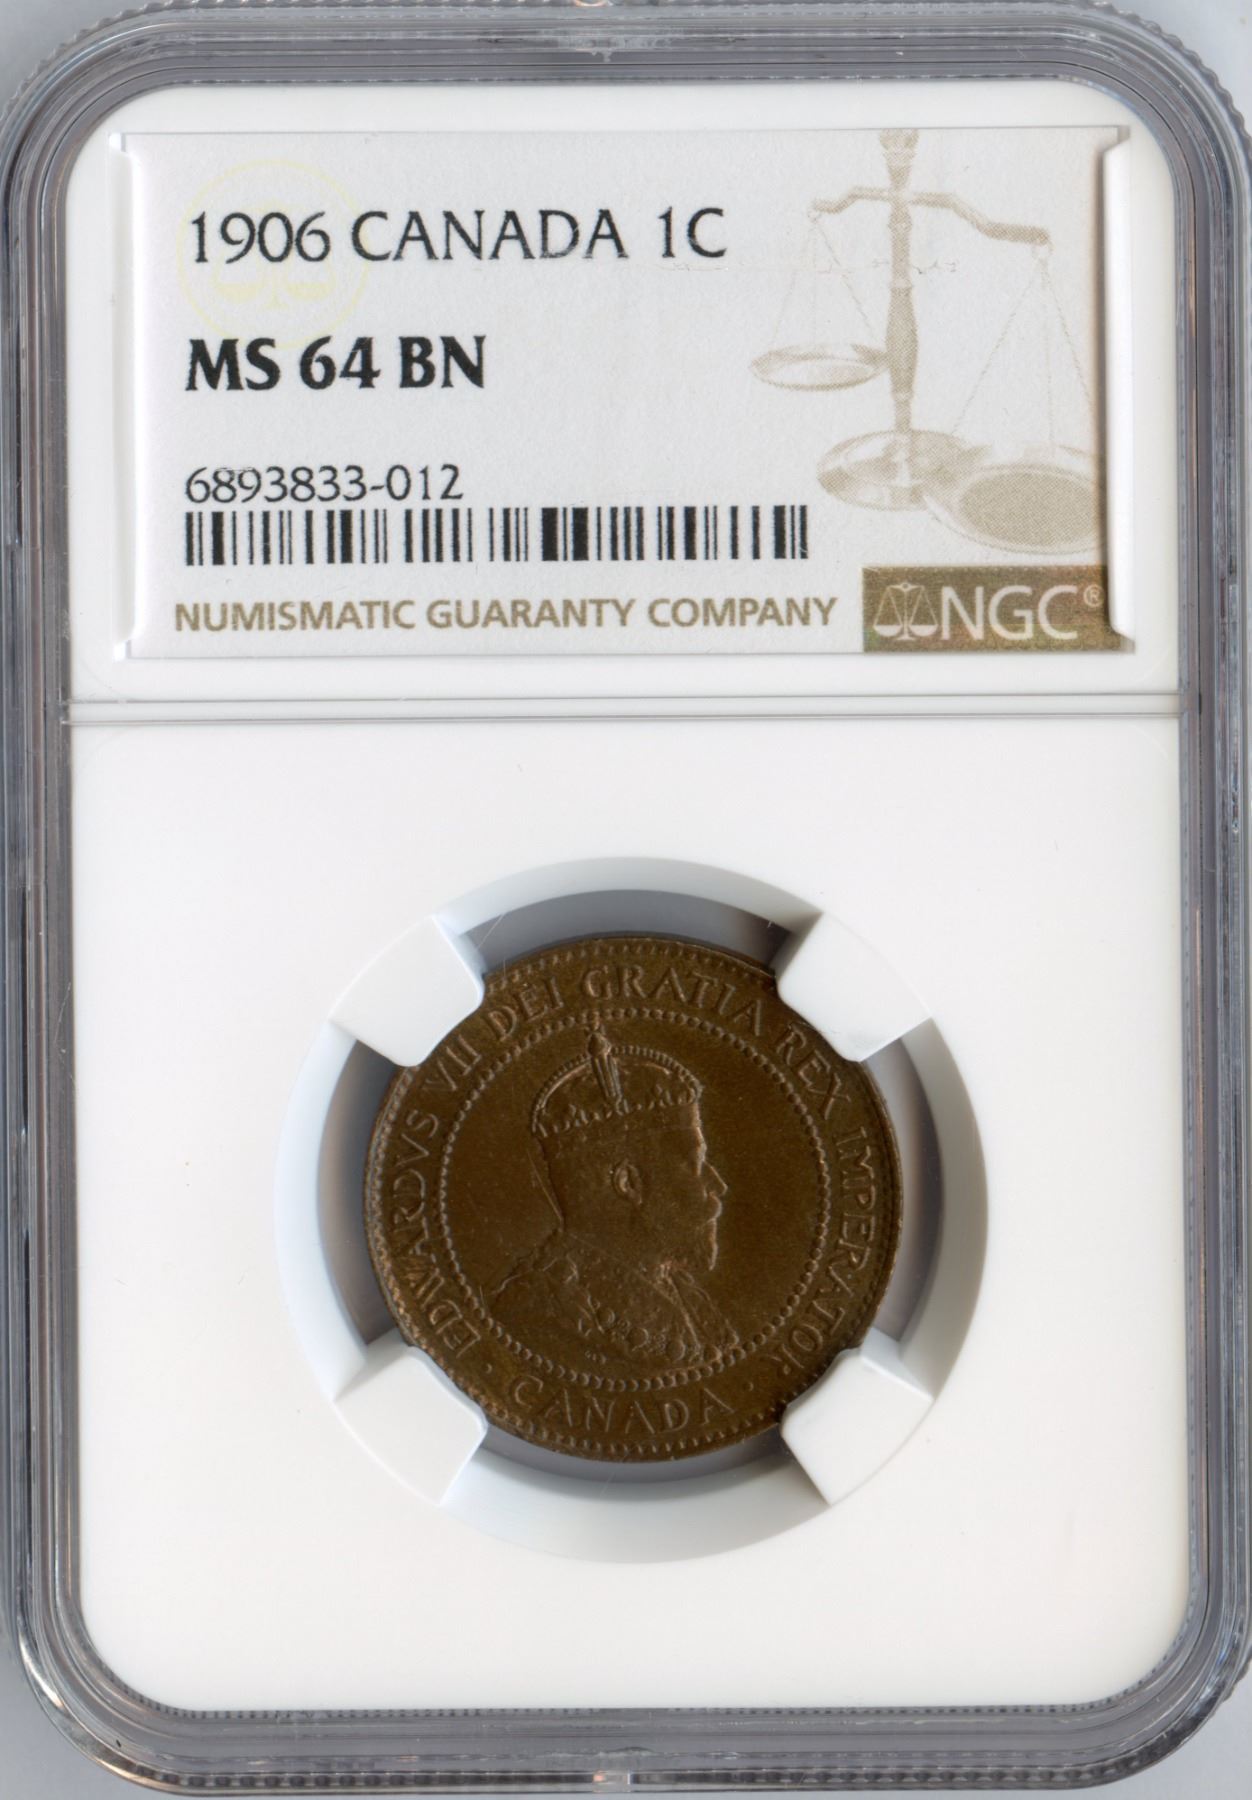 1906 CANADA 1C
MS 64 BN
6893833-012
NUMISMATIC GUARANTY COMPANY
NGC®
EDWARDVS VII DEI GRATIA REX IMPERATOR
· CANADA ·